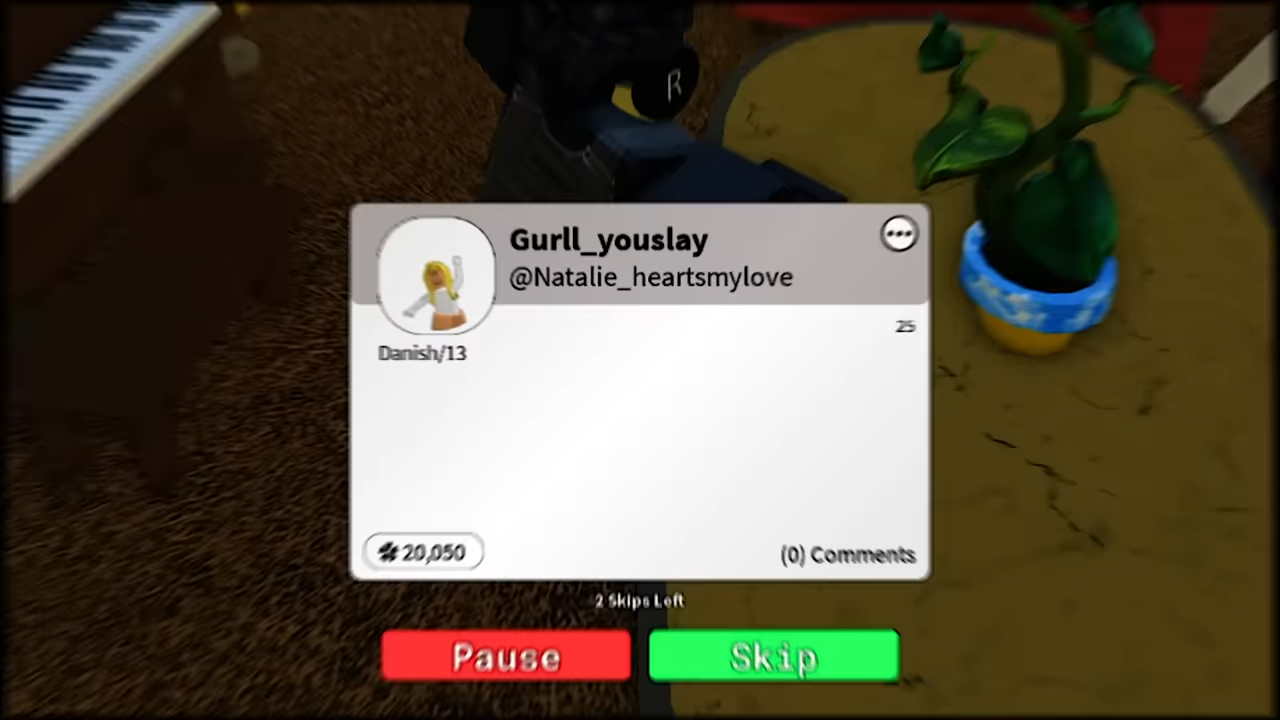 R
Gurll_youslay
@Natalie_heartsmylove
25
Danish/13
20,050
(0) Comments
2 Skips Left
Pause
Skip